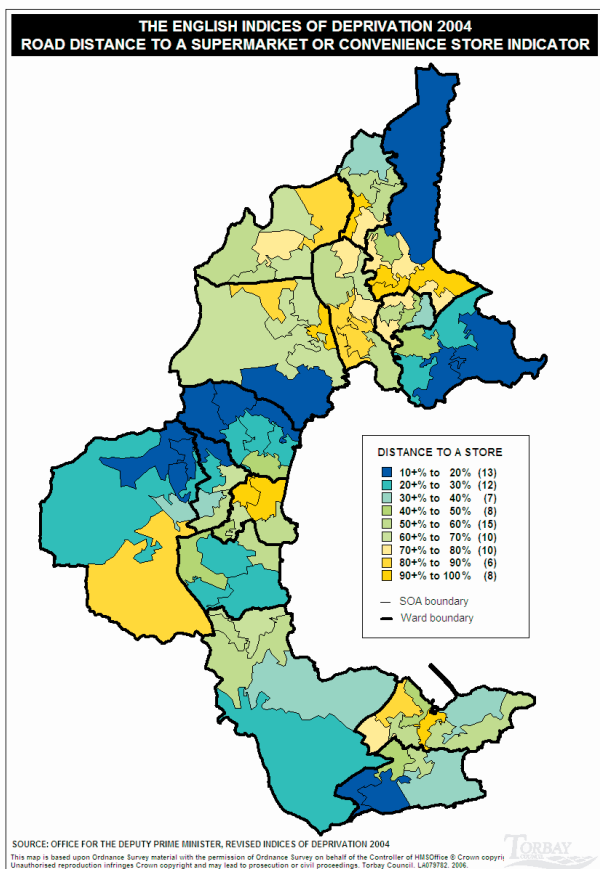 THE ENGLISH INDICES OF DEPRIVATION 2004
ROAD DISTANCE TO A SUPERMARKET OR CONVENIENCE STORE INDICATOR
DISTANCE TO A STORE
10+% to 20% (13)
20+% to 30% (12)
30+% to 40% (7)
40+% to 50% (8)
50+% to 60% (15)
60+% to 70% (10)
70+% to 80% (10)
80+% to 90% (6)
90+% to 100% (8)
SOA boundary
Ward boundary
SOURCE: OFFICE FOR THE DEPUTY PRIME MINISTER, REVISED INDICES OF DEPRIVATION 2004
This map is based upon Ordnance Survey material with the permission of Ordnance Survey on behalf of the Controller of HMSOffice © Crown copyri
Unauthorised reproduction infringes Crown copyright and may lead to prosecution or civil proceedings. Torbay Council. LA079782. 2006.
TORBAY
COUNCIL